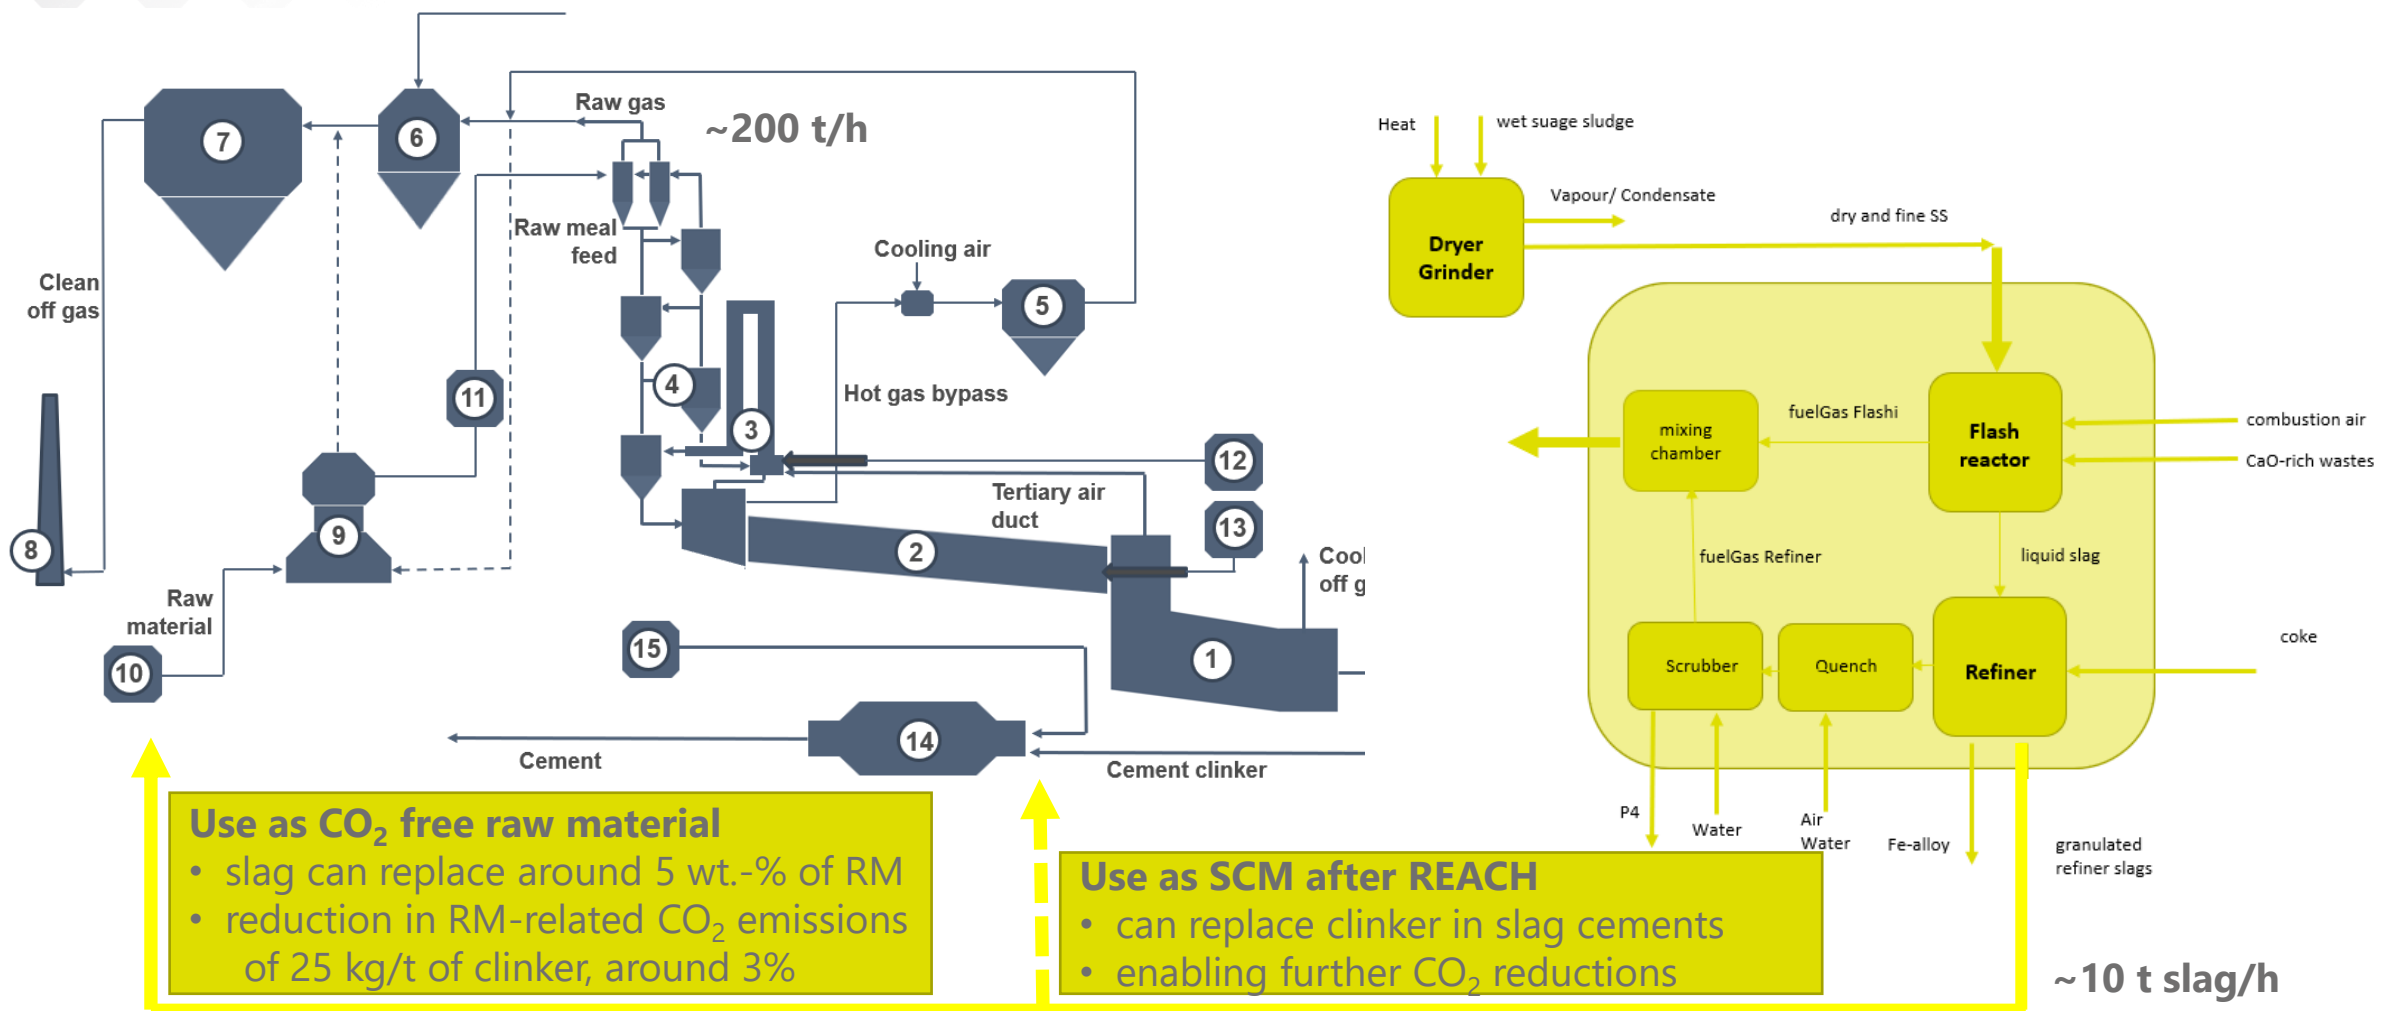 Raw gas
~200 t/h
7
6
Raw meal
feed
Clean
off gas
Cooling air
5
11
4
Hot gas bypass
3
12
Tertiary air
duct
13
8
9
2
Cool
off g
Raw
material
10
15
1
14
Cement
Cement clinker
Heat
wet suage sludge
Vapour/ Condensate
dry and fine SS
Dryer
Grinder
mixing
chamber
fuelGas Flashi
Flash
reactor
combustion air
CaO-rich wastes
fuelGas Refiner
liquid slag
Scrubber
Quench
Refiner
coke
P4
Water
Air
Water
Fe-alloy
granulated
refiner slags
Use as CO2 free raw material
• slag can replace around 5 wt.-% of RM
• reduction in RM-related CO2 emissions
of 25 kg/t of clinker, around 3%
Use as SCM after REACH
• can replace clinker in slag cements
• enabling further CO2 reductions
~10 t slag/h